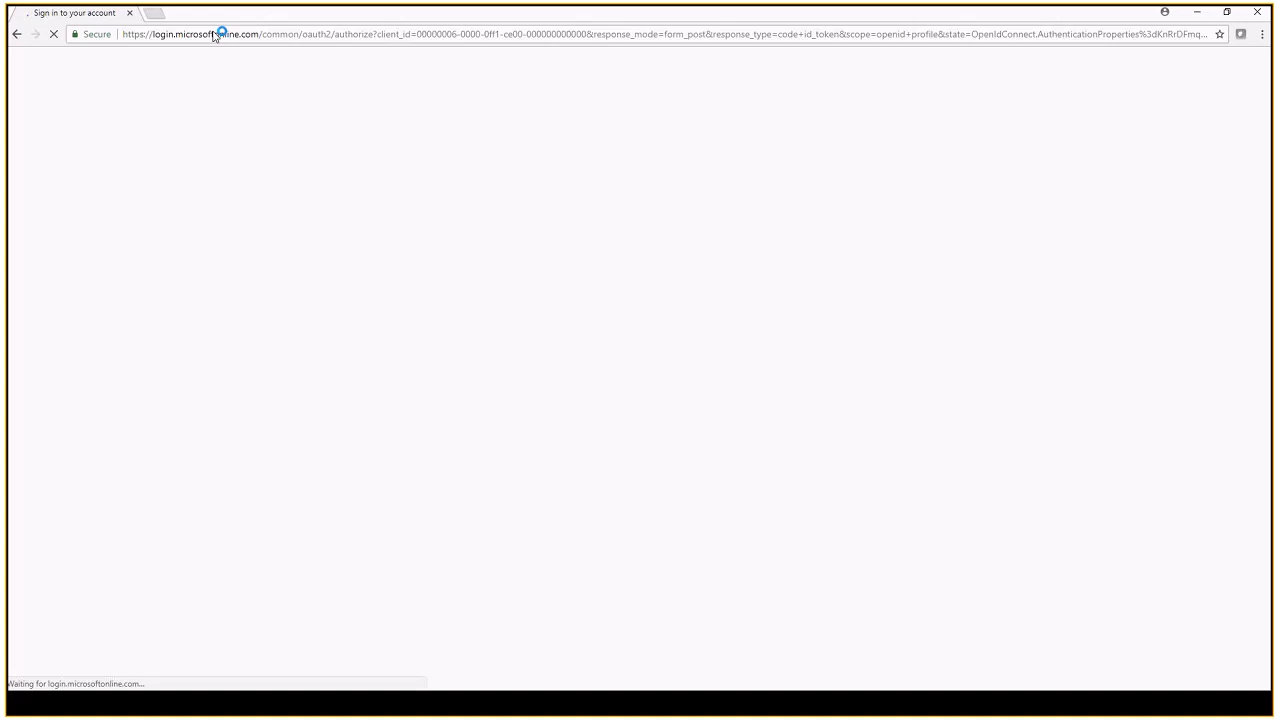 Sign in to your account
Secure https://login.microsoftonline.com/common/oauth2/authorize?client_id=00000006-0000-0ff1-ce00-000000000000&response_mode=form_post&response_type=code+id_token&scope=openid+profile&state=OpenIdConnect.AuthenticationProperties%3dKnRrDFmq...
Waiting for login.microsoftonline.com...